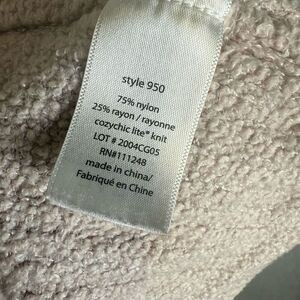 style 950
75% nylon
25% rayon / rayonne
cozychic lite® knit
LOT # 2004CG05
RN#111248
made in china/
Fabriqué en Chine